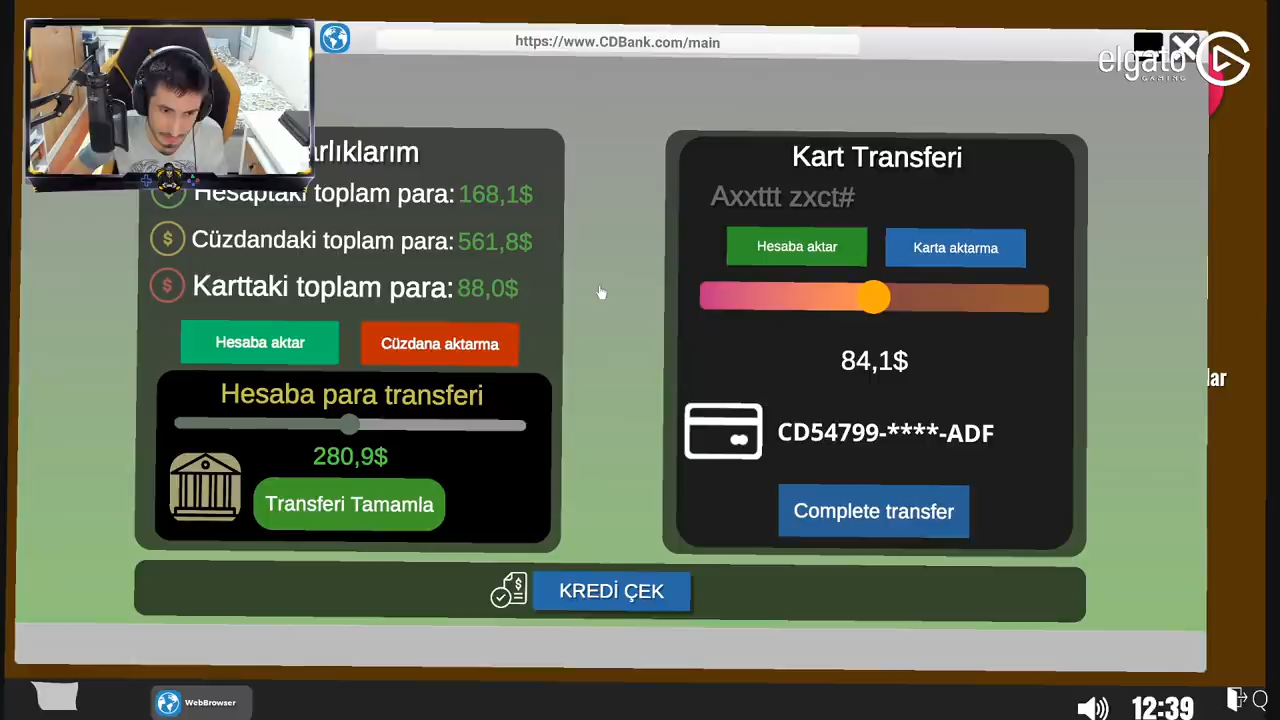 https://www.CDBank.com/main
elgato
GAMING
arlıklarım
Hesaptaki toplam para: 168,1$
Cüzdandaki toplam para: 561,8$
Karttaki toplam para: 88,0$
Hesaba aktar
Cüzdana aktarma
Hesaba para transferi
280,9$
Transferi Tamamla
Kart Transferi
Axxttt zxct#
Hesaba aktar
Karta aktarma
84,1$
CD54799-****-ADF
Complete transfer
lar
KREDİ ÇEK
WebBrowser
12:39
Q